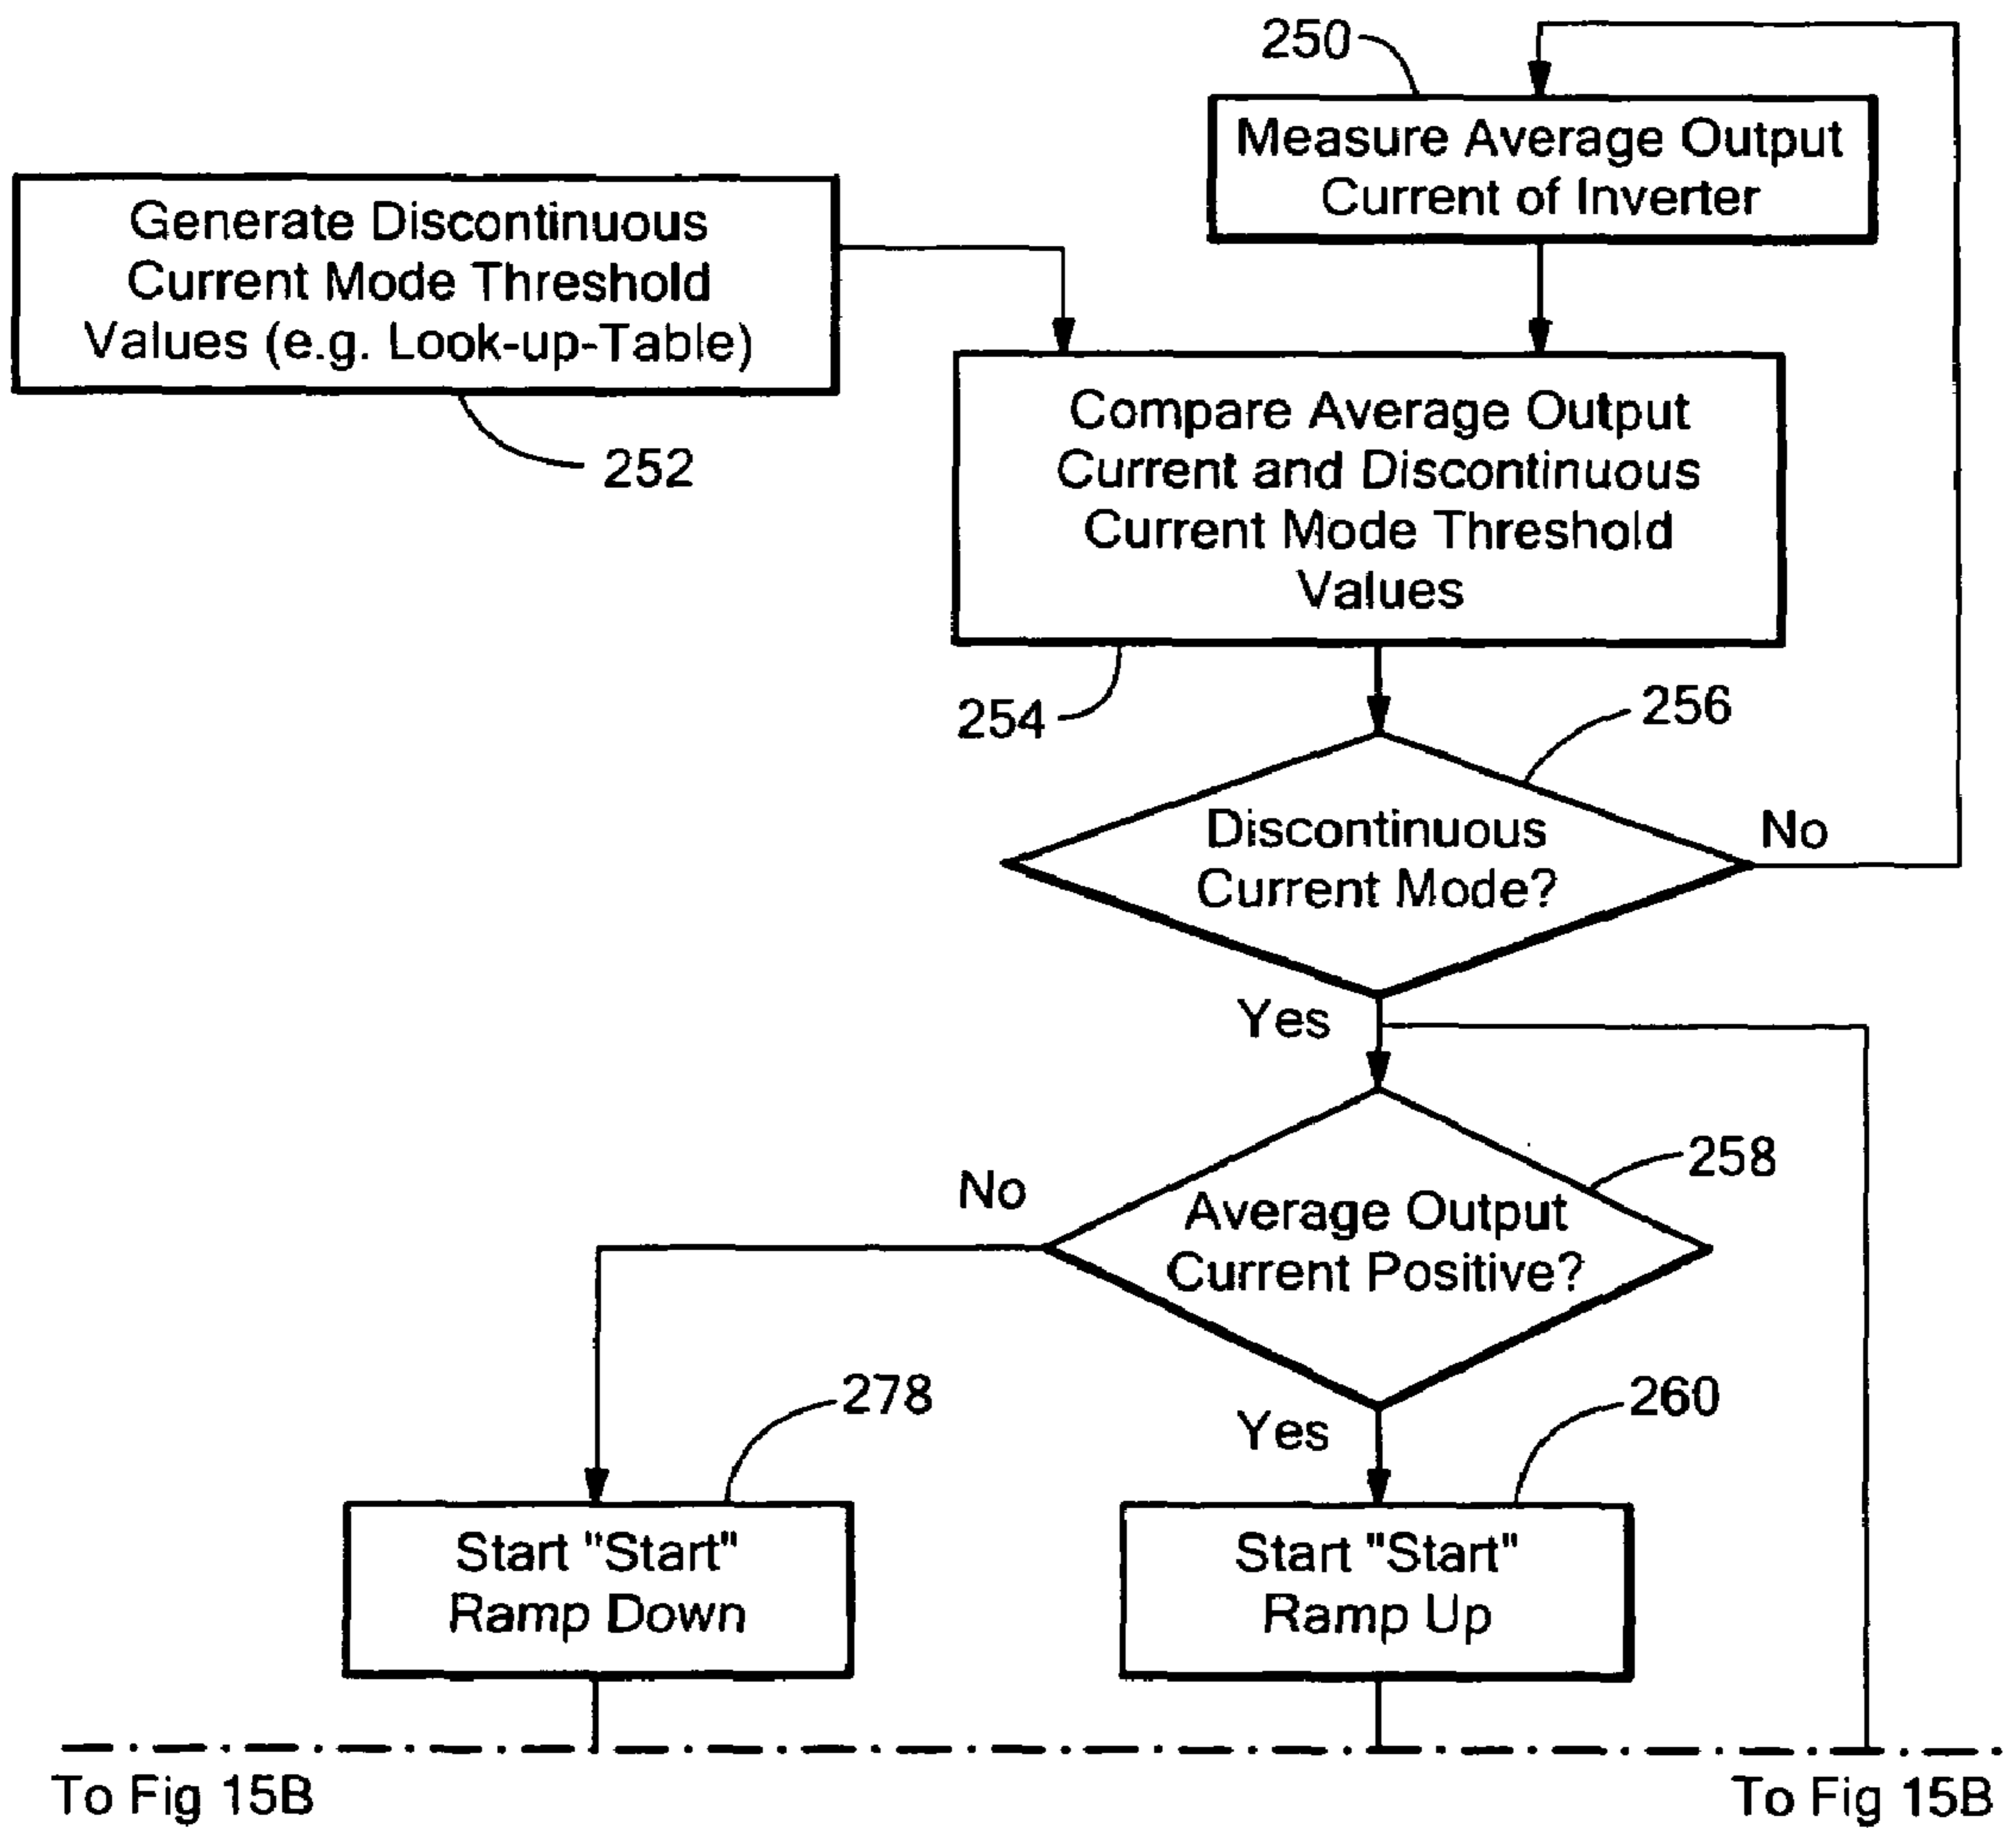 250
Measure Average Output
Current of Inverter
Generate Discontinuous
Current Mode Threshold
Values (e.g. Look-up-Table)
252
Compare Average Output
Current and Discontinuous
Current Mode Threshold
Values
254
256
Discontinuous
Current Mode?
No
Yes
258
No
Average Output
Current Positive?
278
260
Yes
Start "Start"
Ramp Down
Start "Start"
Ramp Up
To Fig 15B
To Fig 15B